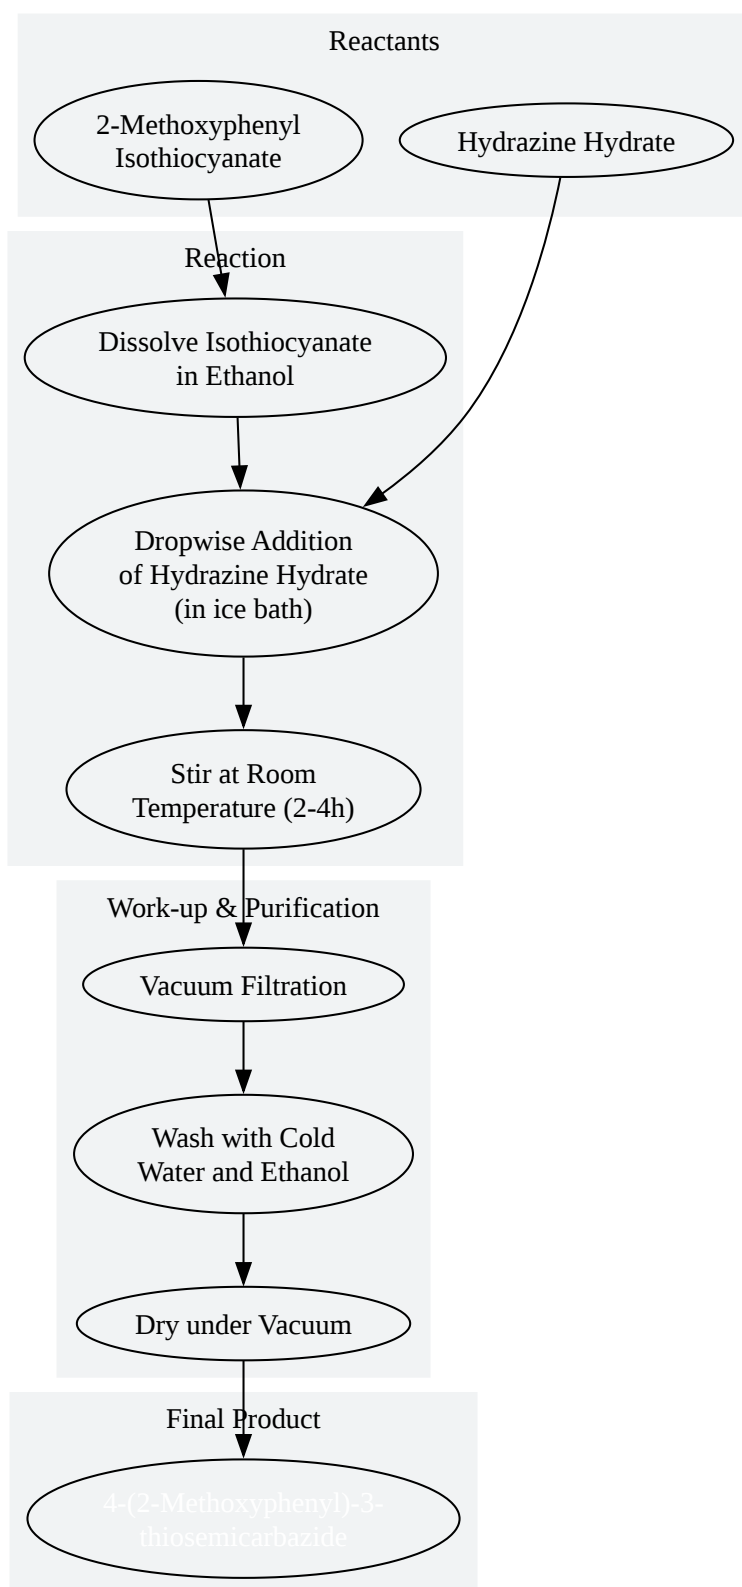 Reactants
2-Methoxyphenyl
Isothiocyanate
Hydrazine Hydrate
Reaction
Dissolve Isothiocyanate
in Ethanol
Dropwise Addition
of Hydrazine Hydrate
(in ice bath)
Stir at Room
Temperature (2-4h)
Work-up & Purification
Vacuum Filtration
Wash with Cold
Water and Ethanol
Dry under Vacuum
Final Product
4-(2-Methoxyphenyl)-3-
thiosemicarbazide